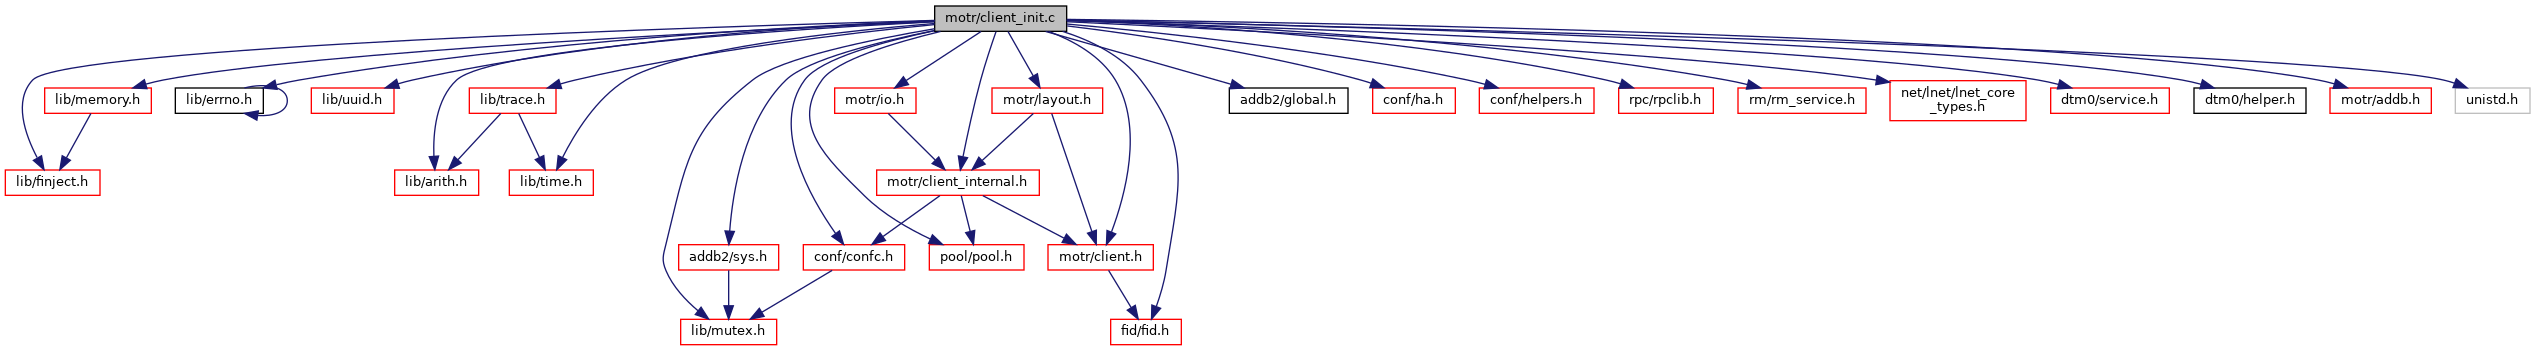 motr/client_init.c
lib/memory.h
lib/errno.h
lib/uuid.h
lib/trace.h
motr/io.h
motr/layout.h
addb2/global.h
conf/ha.h
conf/helpers.h
rpc/rpclib.h
rm/rm_service.h
net/lnet/lnet_core
_types.h
dtm0/service.h
dtm0/helper.h
motr/addb.h
unistd.h
lib/finject.h
lib/arith.h
lib/time.h
motr/client_internal.h
addb2/sys.h
conf/confc.h
pool/pool.h
motr/client.h
lib/mutex.h
fid/fid.h